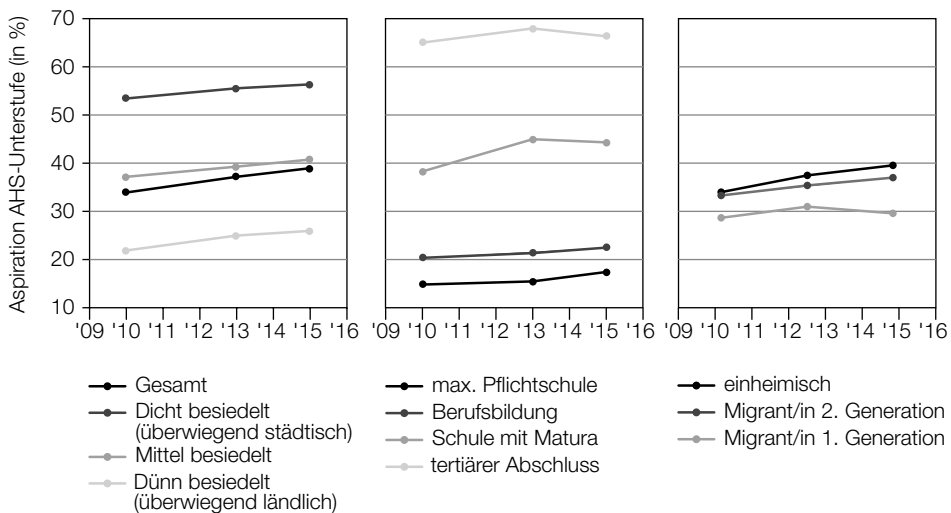 Aspiration AHS-Unterstufe (in %)
70
60
50
40
30
20
10
'09 '10 '11 '12 '13 '14 '15 '16
'09 '10 '11 '12 '13 '14 '15 '16
'09 '10 '11 '12 '13 '14 '15 '16
Gesamt
Dicht besiedelt
(überwiegend städtisch)
Mittel besiedelt
Dünn besiedelt
(überwiegend ländlich)
max. Pflichtschule
Berufsbildung
Schule mit Matura
tertiärer Abschluss
einheimisch
Migrant/in 2. Generation
Migrant/in 1. Generation